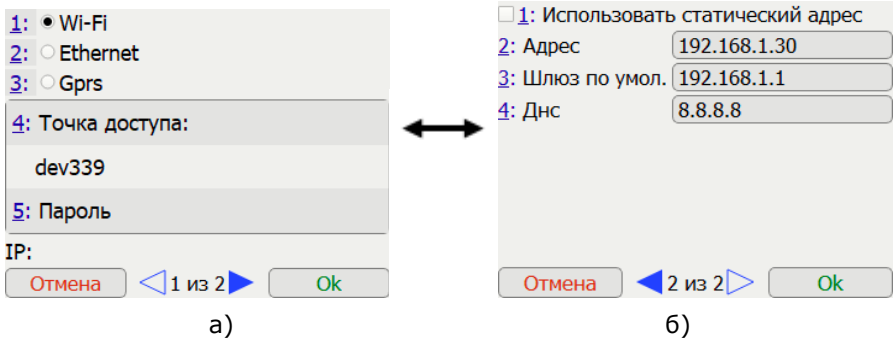 1: Wi-Fi
2: Ethernet
3: Gprs
4: Точка доступа:
dev339
5: Пароль
IP:
Отмена 1 из 2 Ok
а)
1: Использовать статический адрес
2: Адрес 192.168.1.30
3: Шлюз по умол. 192.168.1.1
4: Днс 8.8.8.8
Отмена 2 из 2 Ok
б)